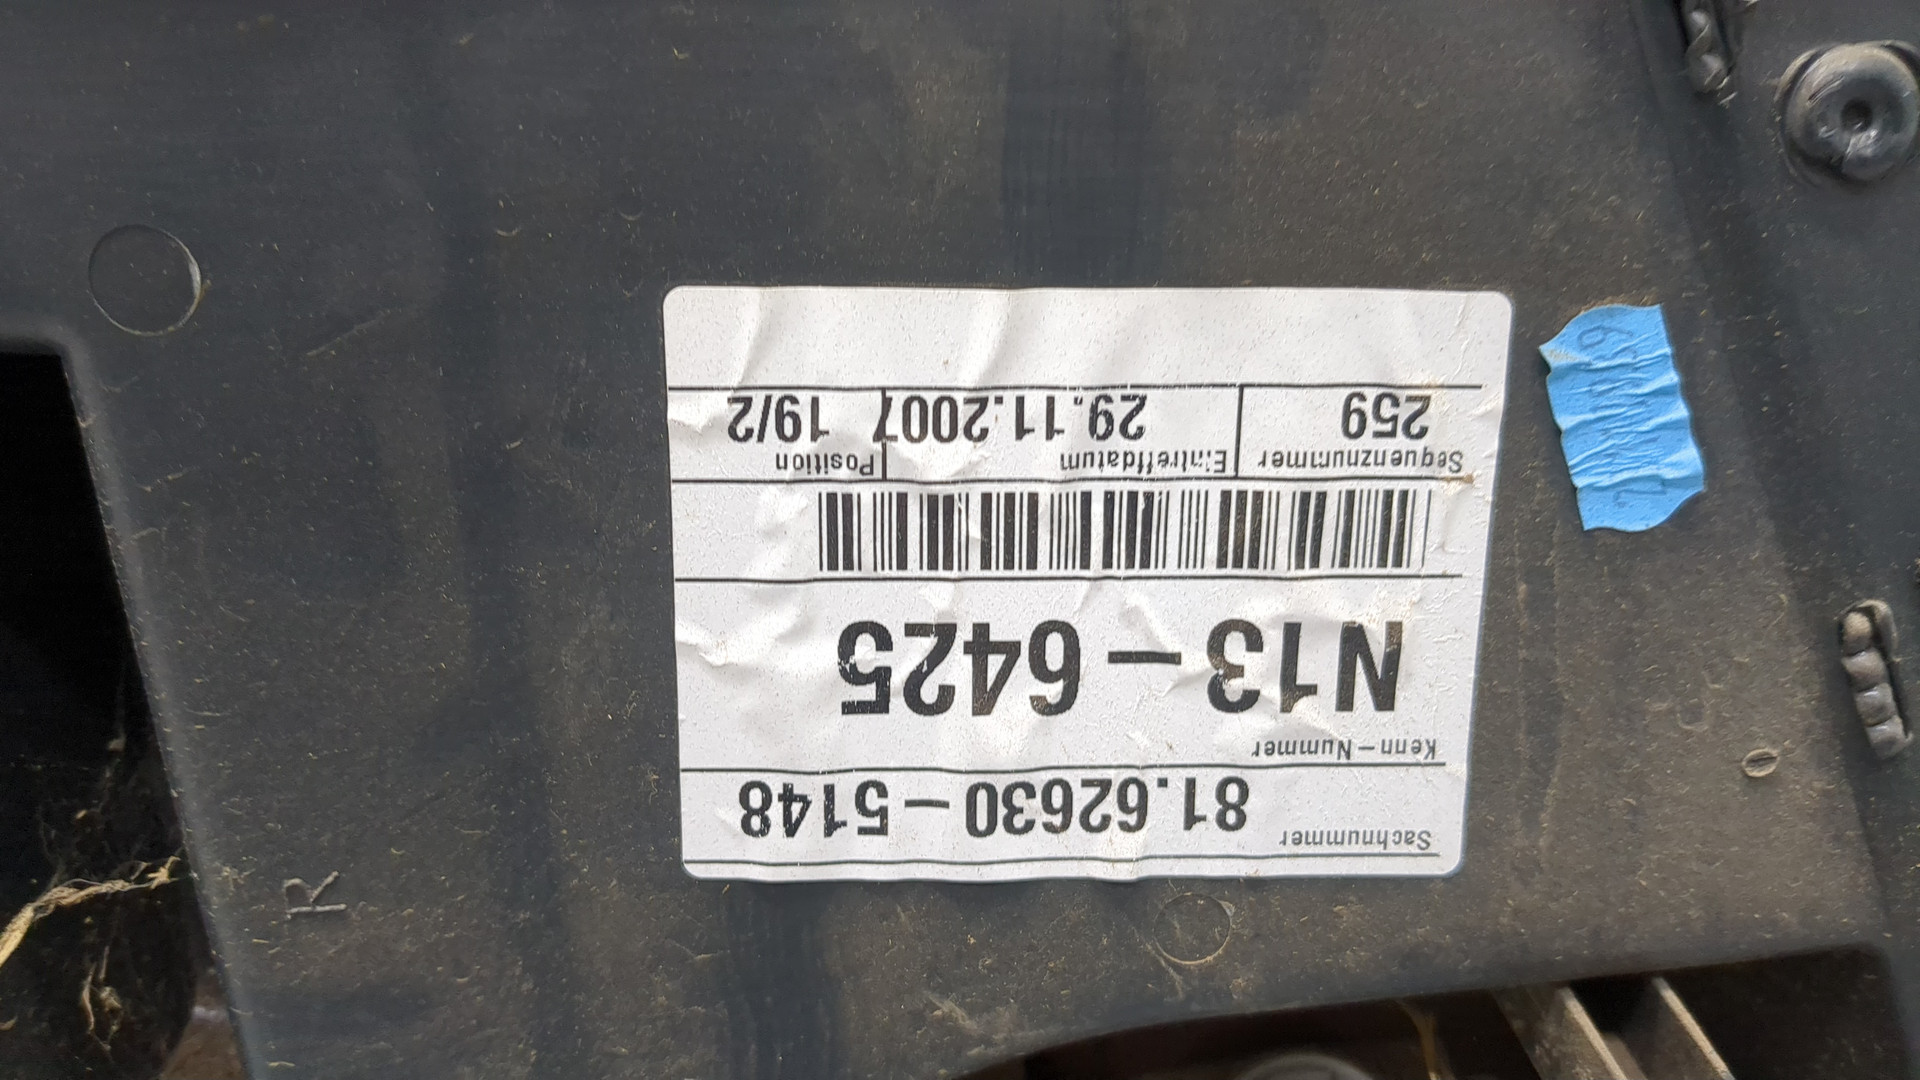 Sachnummer 81.62630-5148
Kenn-Nummer
N13-6425
Sequenznummer Eintreffdatum Position
259 29.11.2007 19/2
R